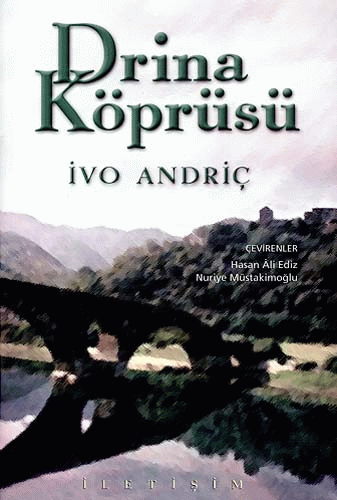 Drina
Köprüsü
İVO ANDRİÇ
ÇEVİRENLER
Hasan Âli Ediz
Nuriye Müstakimoğlu
İLETİŞİM